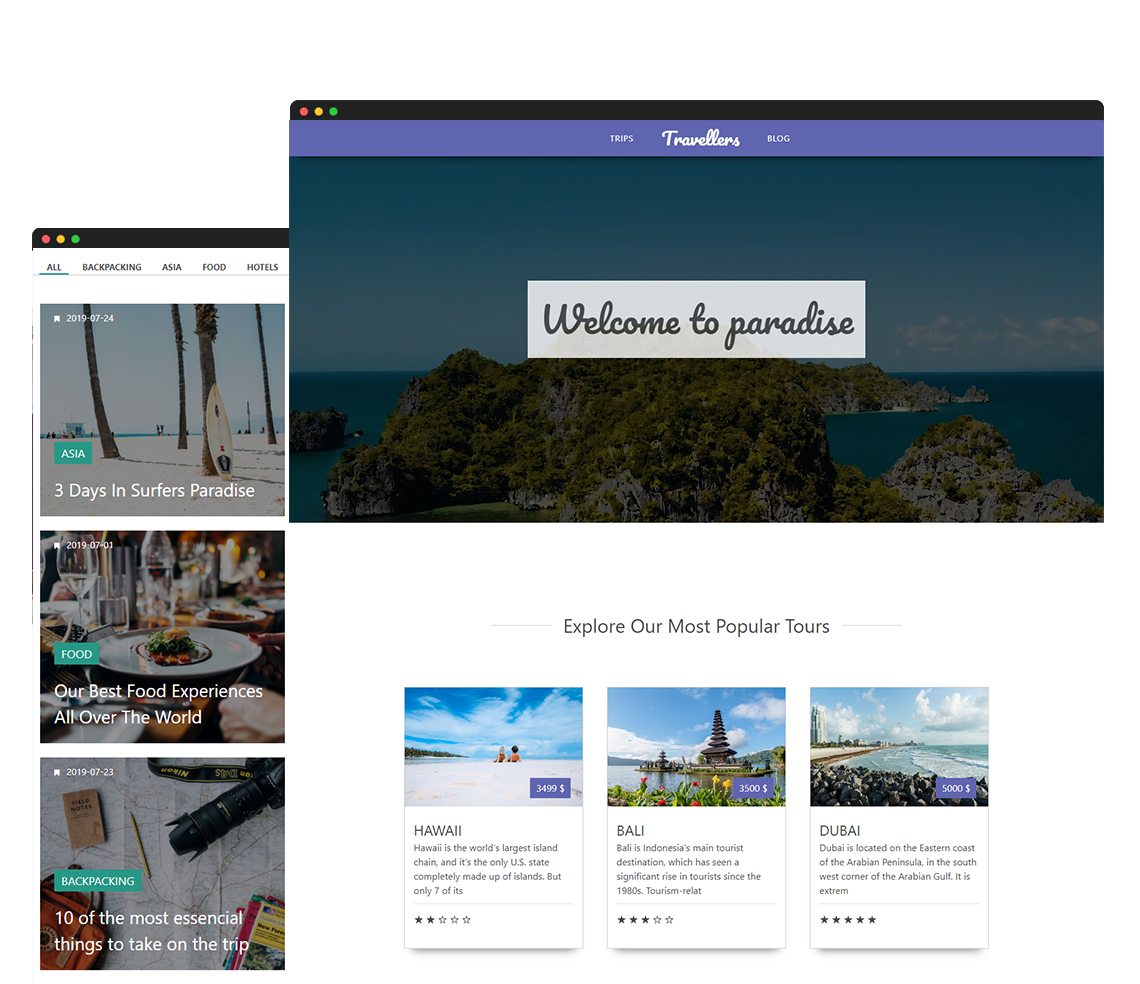 TRIPS Travellers BLOG
Welcome to paradise
ALL BACKPACKING ASIA FOOD HOTELS
2019-07-24
ASIA
3 Days In Surfers Paradise
2019-07-01
FOOD
Our Best Food Experiences
All Over The World
2019-07-23
FIELD
NOTES
Nikon
BACKPACKING
10 of the most essencial
things to take on the trip
Explore Our Most Popular Tours
3499 $
HAWAII
Hawaii is the world's largest island
chain, and it's the only U.S. state
completely made up of islands. But
only 7 of its
3500 $
BALI
Bali is Indonesia's main tourist
destination, which has seen a
significant rise in tourists since the
1980s. Tourism-relat
5000 $
DUBAI
Dubai is located on the Eastern coast
of the Arabian Peninsula, in the south
west corner of the Arabian Gulf. It is
extrem